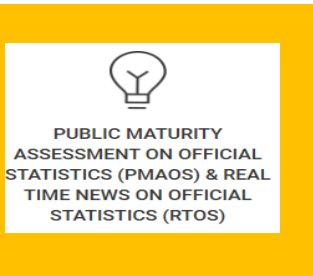 PUBLIC MATURITY
ASSESSMENT ON OFFICIAL
STATISTICS (PMAOS) & REAL
TIME NEWS ON OFFICIAL
STATISTICS (RTOS)